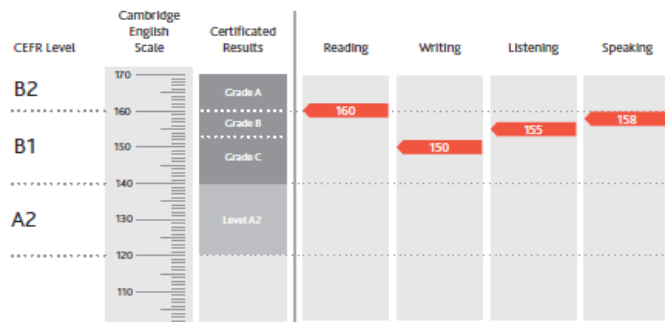 CEFR Level
Cambridge
English
Scale
Certificated
Results
Reading
Writing
Listening
Speaking
B2
170
Grade A
160
160
Grade B
158
155
B1
150
150
Grade C
140
A2
130
Level A2
120
110